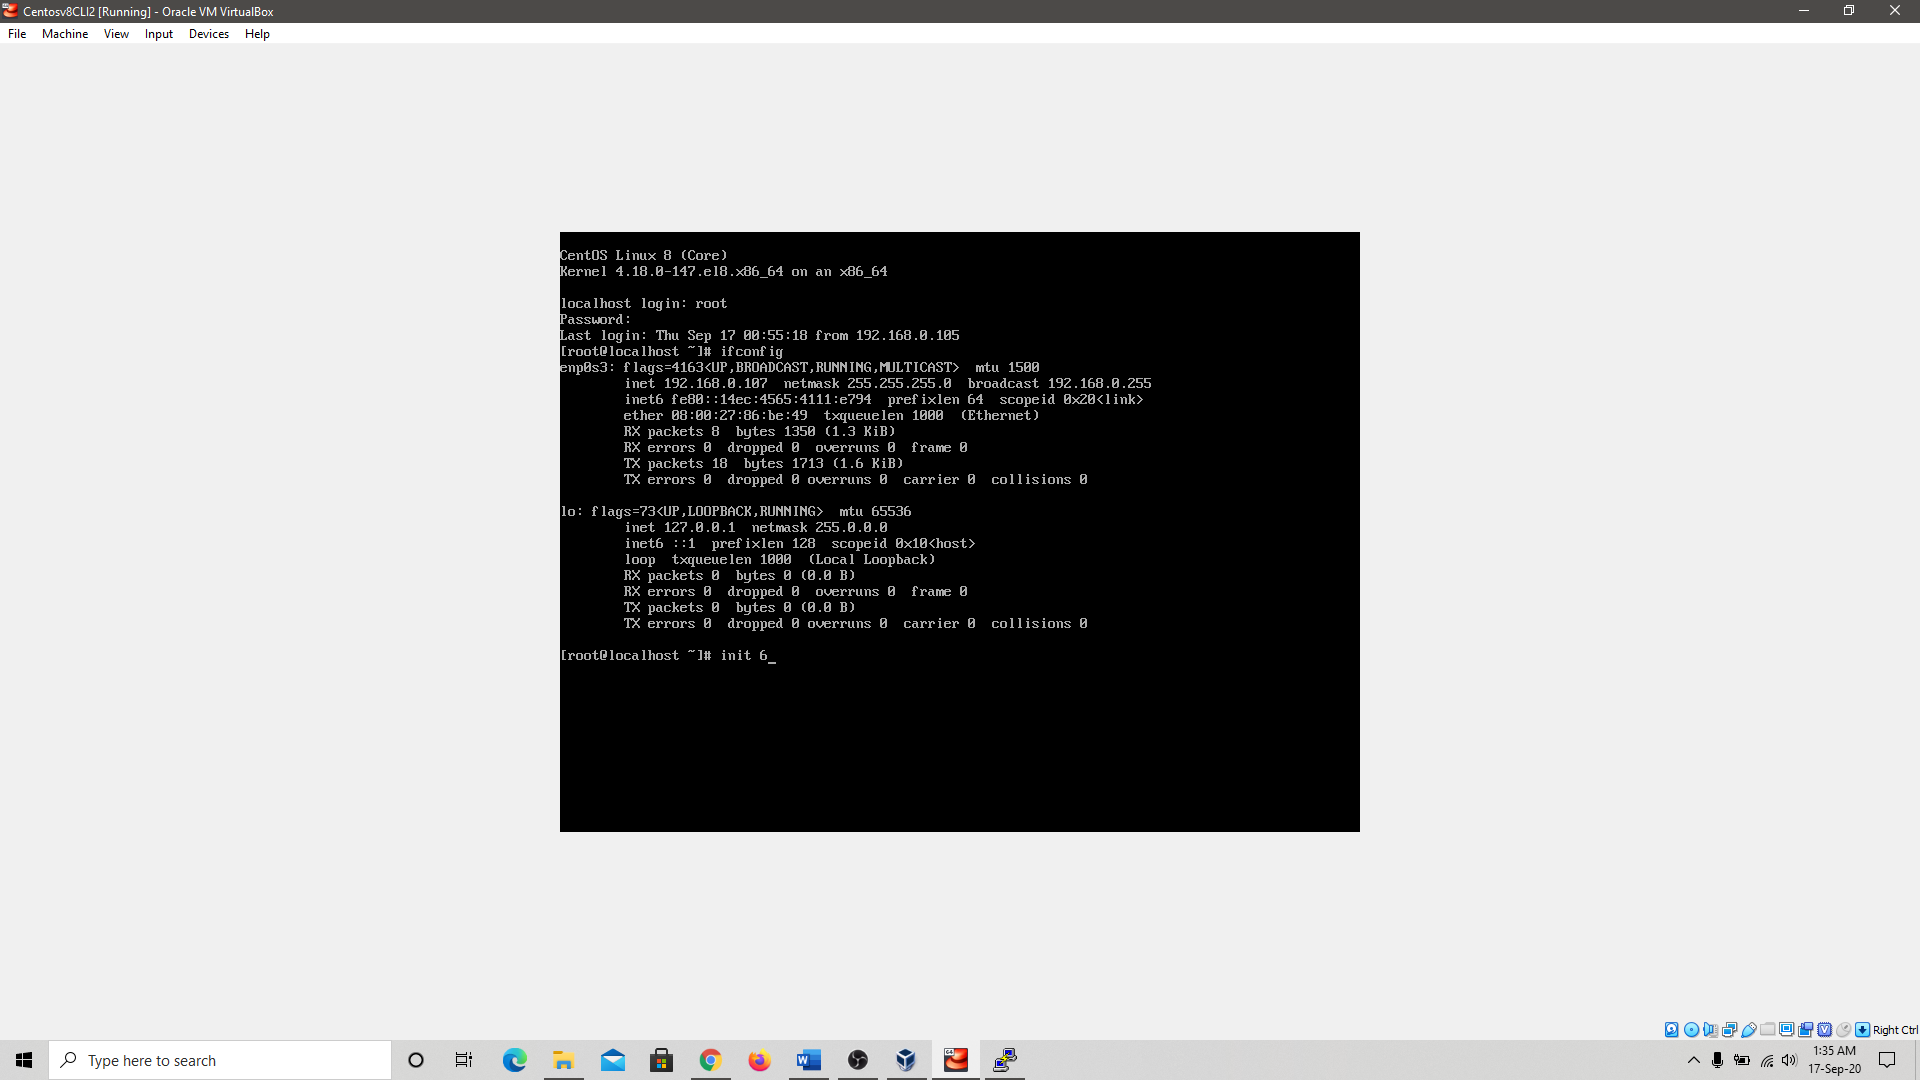 Centosv8CLI2 [Running] - Oracle VM VirtualBox
File Machine View Input Devices Help
CentOS Linux 8 (Core)
Kernel 4.18.0-147.el8.x86_64 on an x86_64
localhost login: root
Password:
Last login: Thu Sep 17 00:55:18 from 192.168.0.105
[root@localhost ~]# ifconfig
enp0s3: flags=4163<UP,BROADCAST,RUNNING,MULTICAST>  mtu 1500
inet 192.168.0.107  netmask 255.255.255.0  broadcast 192.168.0.255
inet6 fe80::14ec:4565:4111:e794  prefixlen 64  scopeid 0x20<link>
ether 08:00:27:86:be:49  txqueuelen 1000  (Ethernet)
RX packets 8  bytes 1350 (1.3 KiB)
RX errors 0  dropped 0  overruns 0  frame 0
TX packets 18  bytes 1713 (1.6 KiB)
TX errors 0  dropped 0 overruns 0  carrier 0  collisions 0
lo: flags=73<UP,LOOPBACK,RUNNING>  mtu 65536
inet 127.0.0.1  netmask 255.0.0.0
inet6 ::1  prefixlen 128  scopeid 0x10<host>
loop  txqueuelen 1000  (Local Loopback)
RX packets 0  bytes 0 (0.0 B)
RX errors 0  dropped 0  overruns 0  frame 0
TX packets 0  bytes 0 (0.0 B)
TX errors 0  dropped 0 overruns 0  carrier 0  collisions 0
[root@localhost ~]# init 6_
Right Ctrl
Type here to search
1:35 AM
17-Sep-20